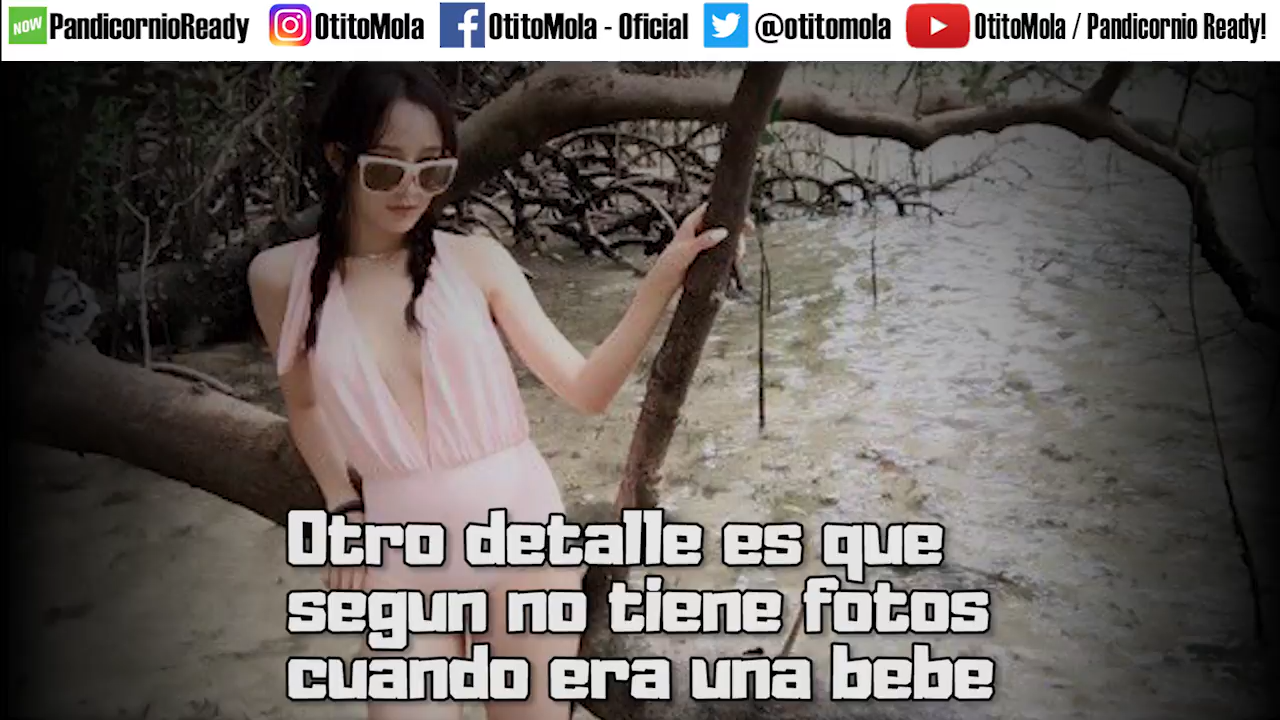 NOW PandicornioReady OtitoMola OtitoMola - Oficial @otitomola OtitoMola / Pandicornio Ready!
Otro detalle es que
segun no tiene fotos
cuando era una bebe